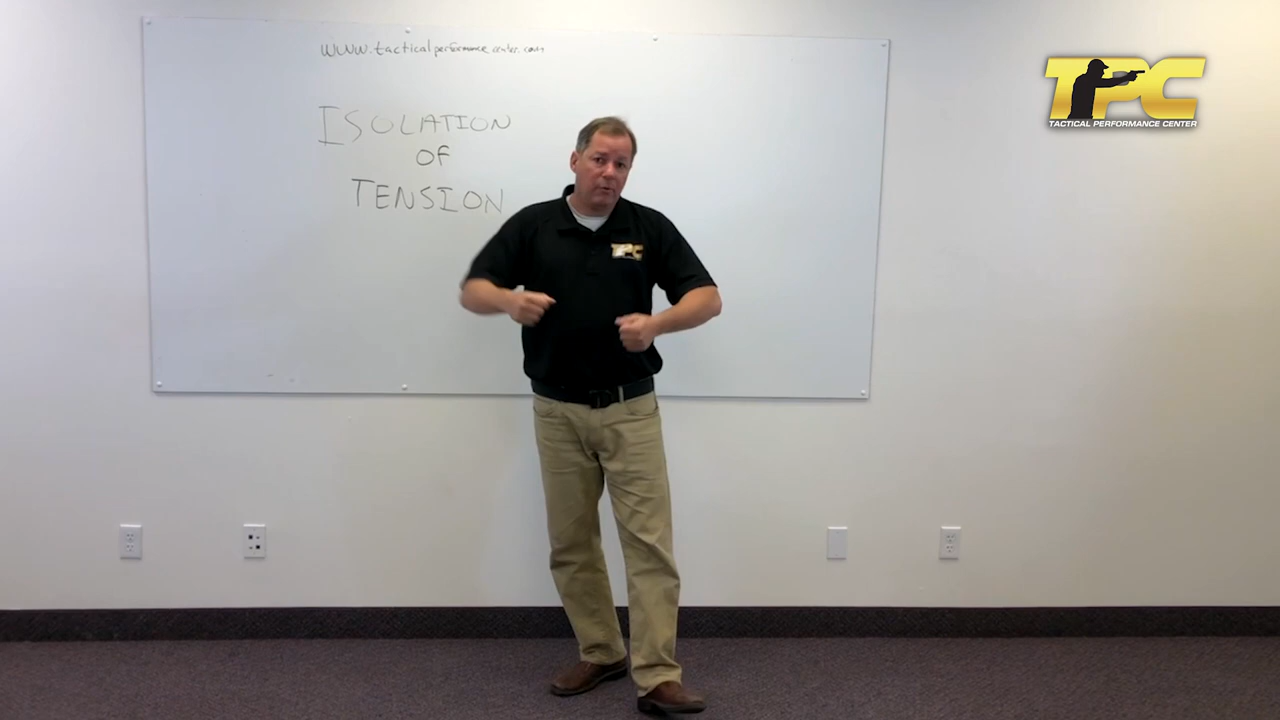 www.tacticalperformancecenter.com
ISOLATION
OF
TENSION
TPC
TACTICAL PERFORMANCE CENTER
TPC